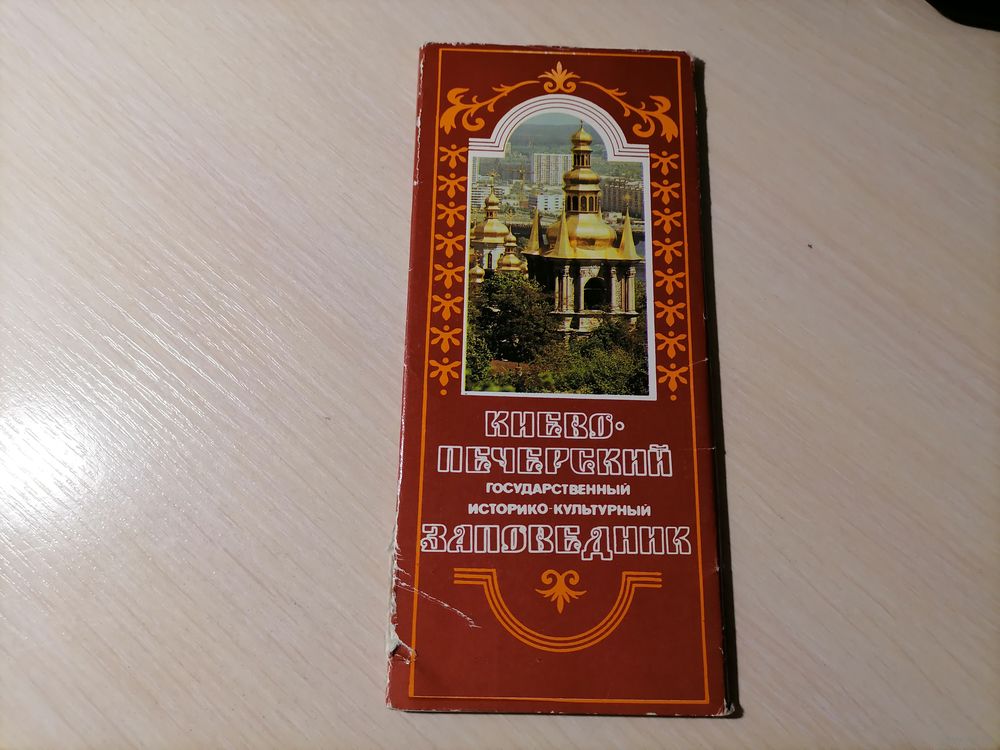 КИЕВО-
ПЕЧЕРСКИЙ
ГОСУДАРСТВЕННЫЙ
ИСТОРИКО-КУЛЬТУРНЫЙ
ЗАПОВЕДНИК